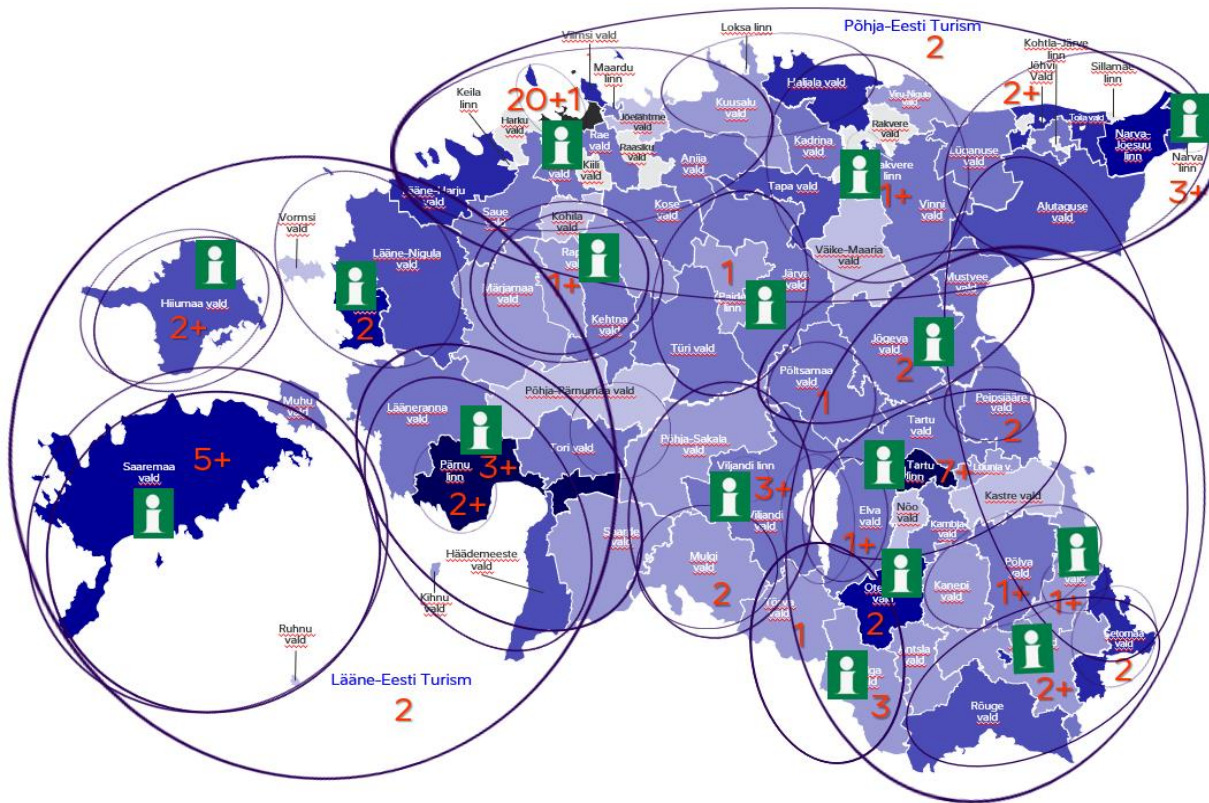 Loksa linn
Põhja-Eesti Turism
2
Viimsi vald
Maardu
linn
Kohtla-Järve
linn
Jõhvi
Vald
Sillamäe
linn
2+
Keila
linn
20+1
Harku
vald
Jõelähtme
vald
Kuusalu
vald
Haljala vald
Viru-Nigula
vald
Rakvere
vald
Toila vald
Narva-
Jõesuu
linn
Narva
linn
3+
Rae
vald
Raasiku
vald
Kiili
vald
vald
Anija
vald
Kadrina
vald
linn
1+
Lüganuse
vald
Lääne-Harju
vald
Saue
vald
Kose
vald
Tapa vald
Vinni
vald
Alutaguse
vald
Vormsi
vald
Lääne-Nigula
vald
Kohila
vald
Väike-Maarja
vald
Mustvee
vald
Hiiumaa vald
2+
2
Märjamaa
vald
1+
Kehtna
vald
1
Järva
vald
linn
Türi vald
Jõgeva
vald
2
Põltsamaa
vald
1
Muhu
vald
Põhja-Pärnumaa vald
Lääneranna
vald
Peipsiääre
vald
2
Saaremaa
vald
5+
Pärnu
linn
3+
2+
Tori vald
Põhja-Sakala
vald
Tartu
vald
Tartu
linn
7+
Viljandi linn
3+
Viljandi
vald
Kastre vald
Elva
vald
1+
Nõo
vald
Kambja
vald
Häädemeeste
vald
Saarde
vald
Mulgi
vald
2
Kihnu
vald
2
Kanepi
vald
Põlva
vald
1+
vald
1+
Tõrva
vald
1
Ruhnu
vald
Antsla
vald
Setomaa
vald
2
2+
3
Rõuge
vald
Lääne-Eesti Turism
2